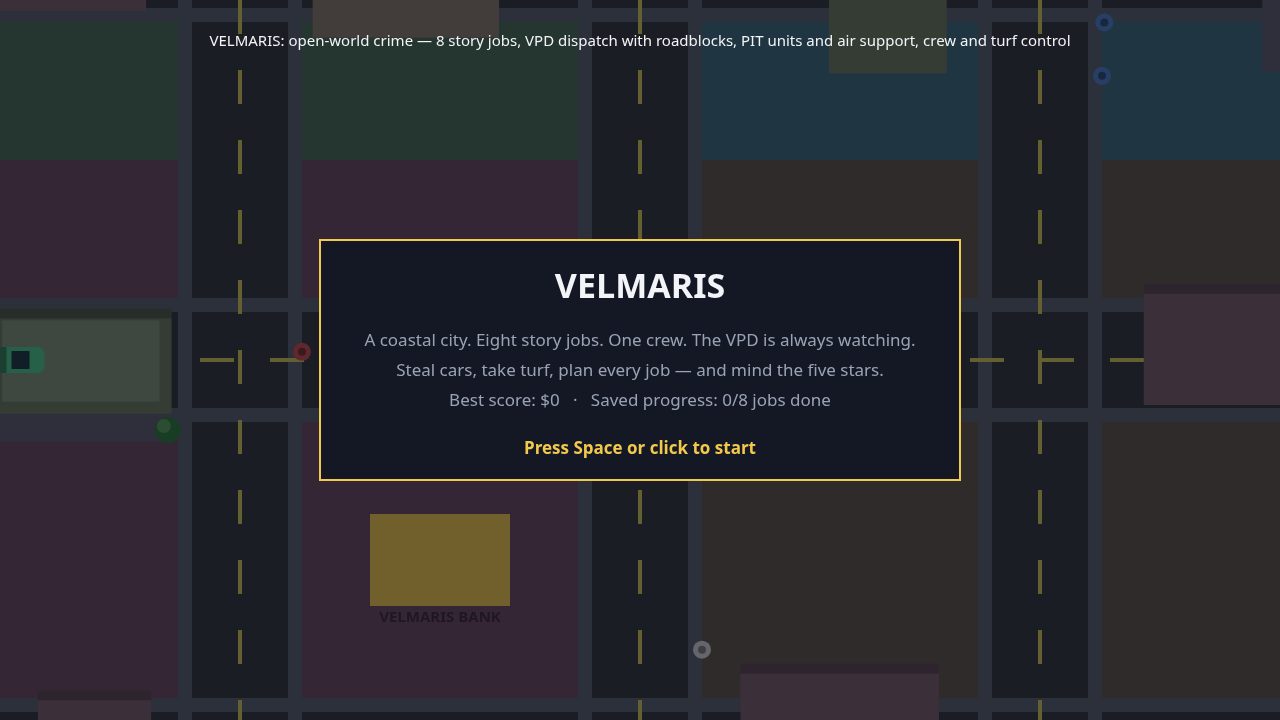 VELMARIS: open-world crime — 8 story jobs, VPD dispatch with roadblocks, PIT units and air support, crew and turf control
VELMARIS
A coastal city. Eight story jobs. One crew. The VPD is always watching.
Steal cars, take turf, plan every job — and mind the five stars.
Best score: $0 · Saved progress: 0/8 jobs done
Press Space or click to start
VELMARIS BANK